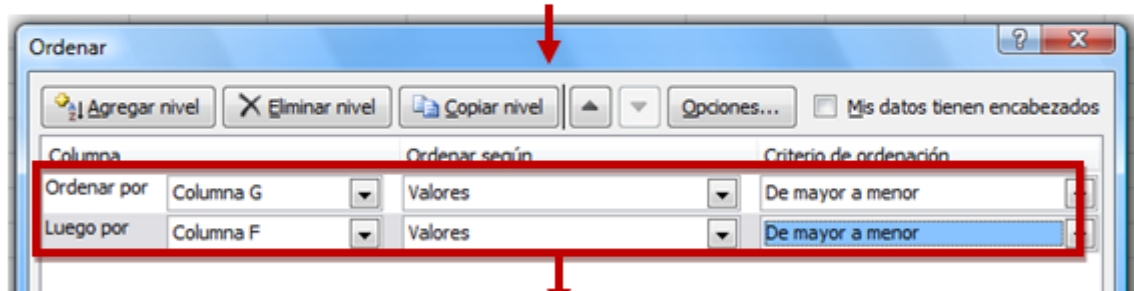 Ordenar
Agregar nivel Eliminar nivel Copiar nivel Opciones... Mis datos tienen encabezados
Columna Ordenar según Criterio de ordenación
Ordenar por Columna G Valores De mayor a menor
Luego por Columna F Valores De mayor a menor